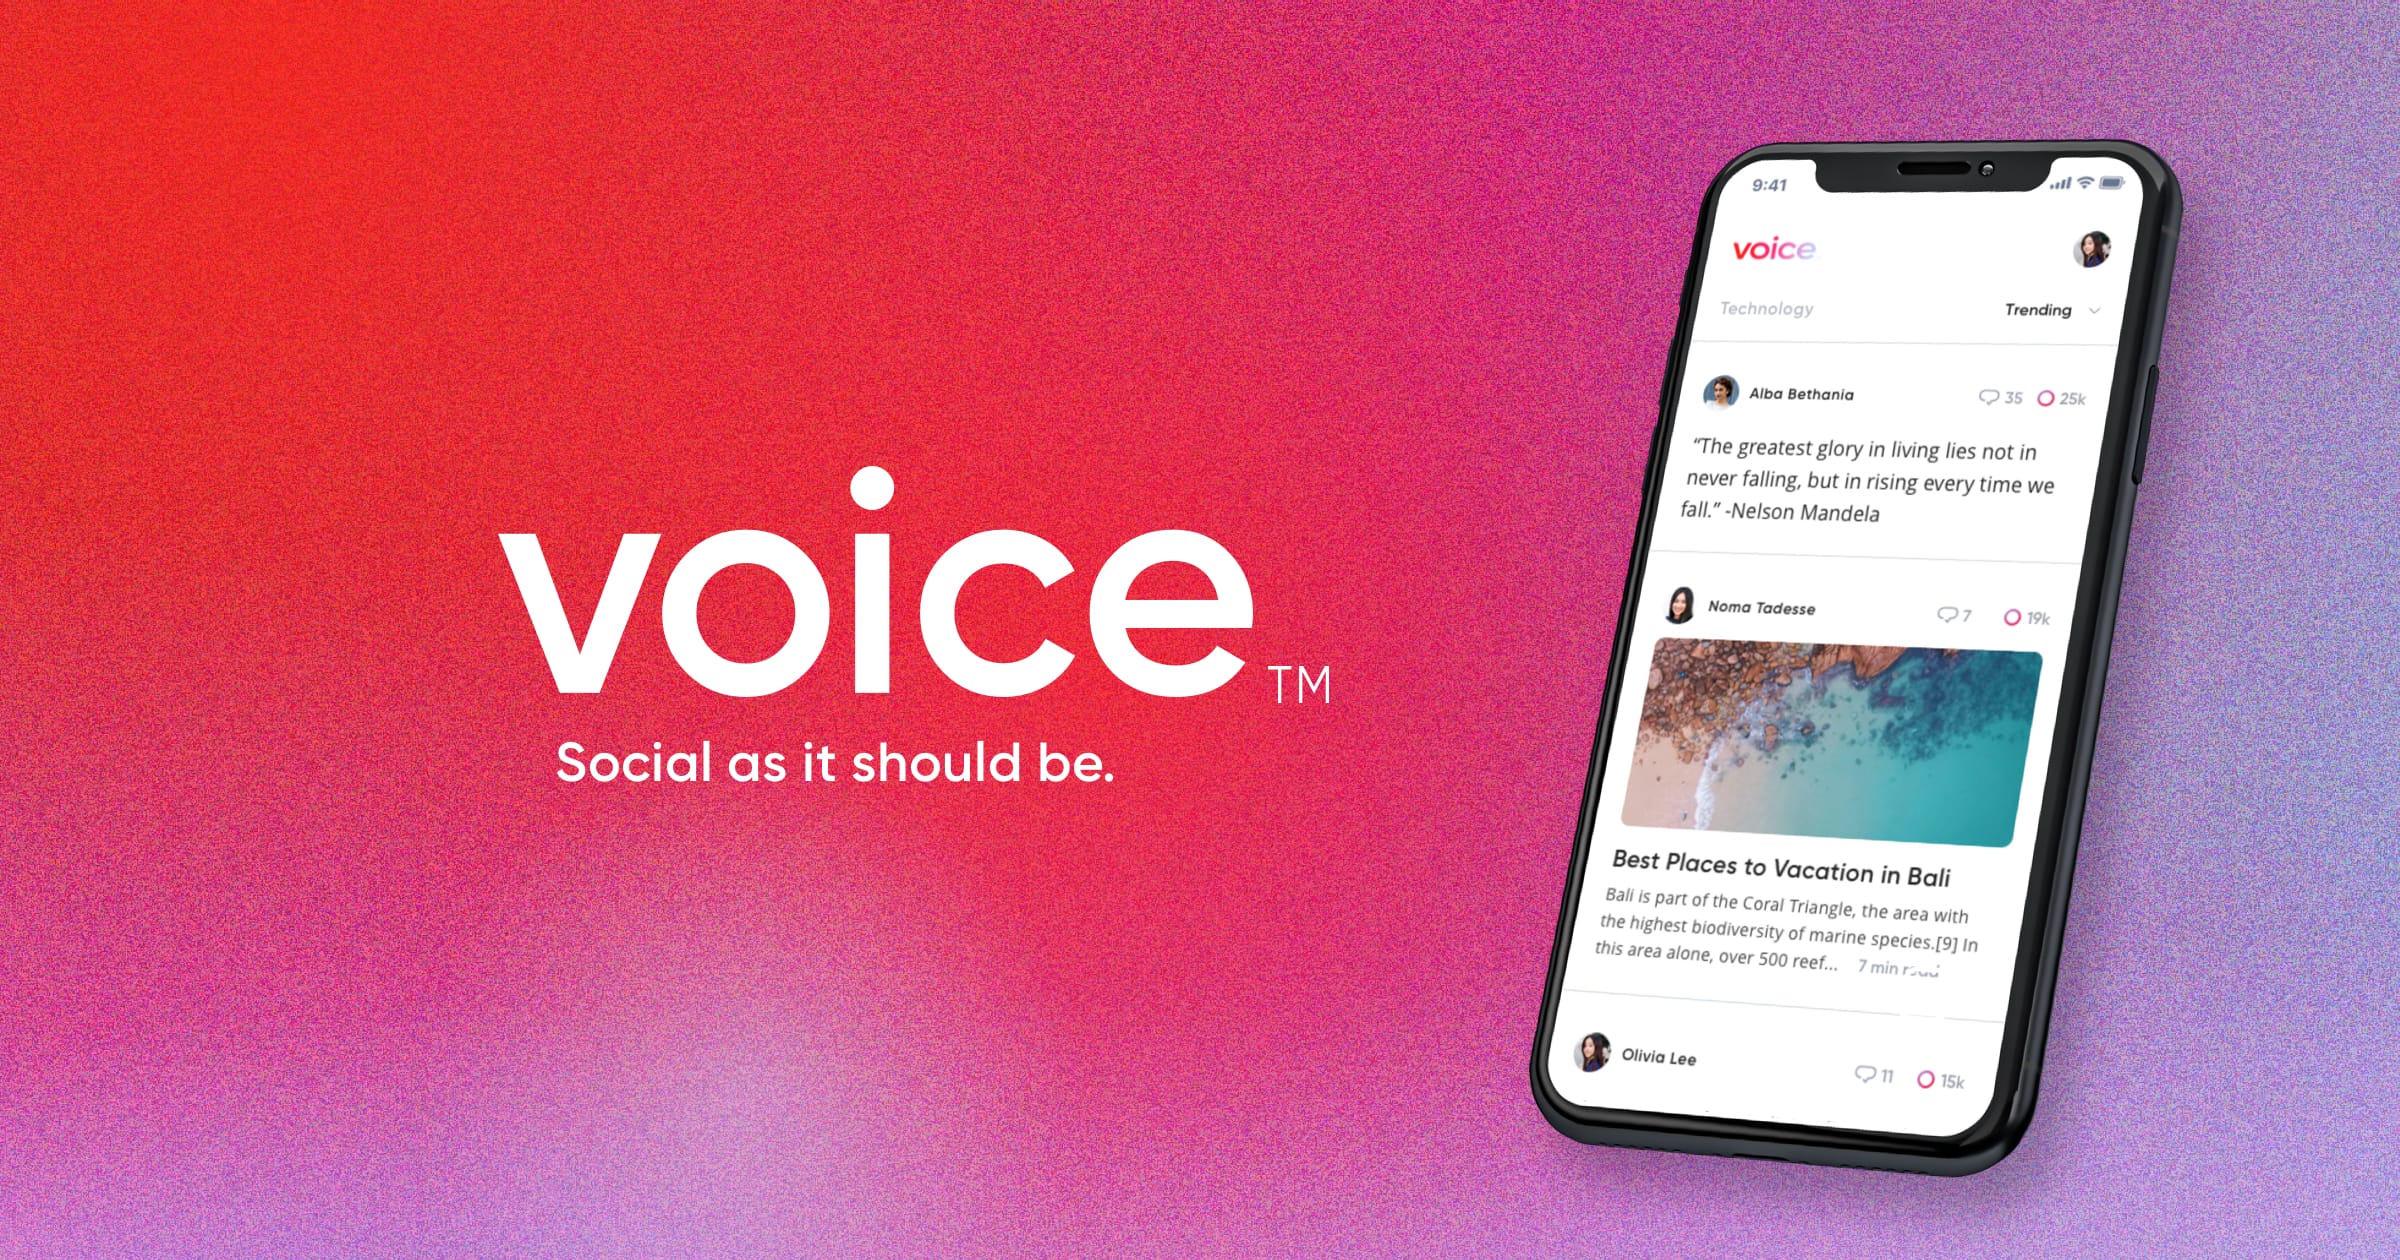 voice
TM
Social as it should be.
9:41
voice
Technology
Trending
Alba Bethania
35
25k
“The greatest glory in living lies not in
never falling, but in rising every time we
fall.” -Nelson Mandela
Noma Tadesse
7
19k
Best Places to Vacation in Bali
Bali is part of the Coral Triangle, the area with
the highest biodiversity of marine species.[9] In
this area alone, over 500 reef... 7 min read
Olivia Lee
11
15k